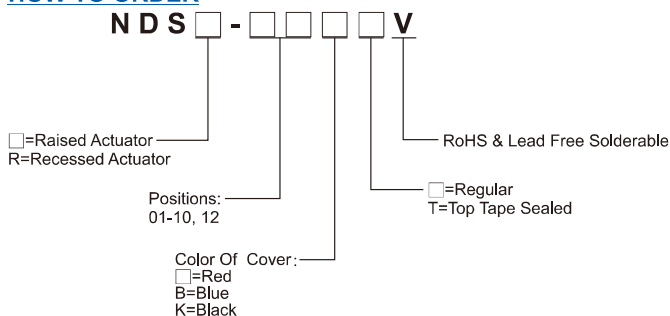 HOW TO ORDER
NDS□-□□□□V
□=Raised Actuator
R=Recessed Actuator
RoHS & Lead Free Solderable
Positions:
01-10, 12
□=Regular
T=Top Tape Sealed
Color Of Cover:
□=Red
B=Blue
K=Black